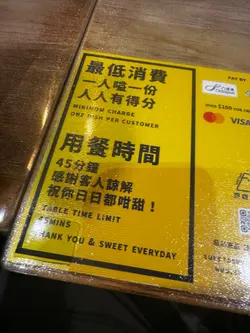 最低消費
一人嗌一份
人人有得分
MINIMUM CHARGE
ONE DISH PER CUSTOMER
用餐時間
45分鐘
感謝客人諒解
祝你日日都咁甜！
TABLE TIME LIMIT
45MINS
THANK YOU & SWEET EVERYDAY
PAY BY
VISA